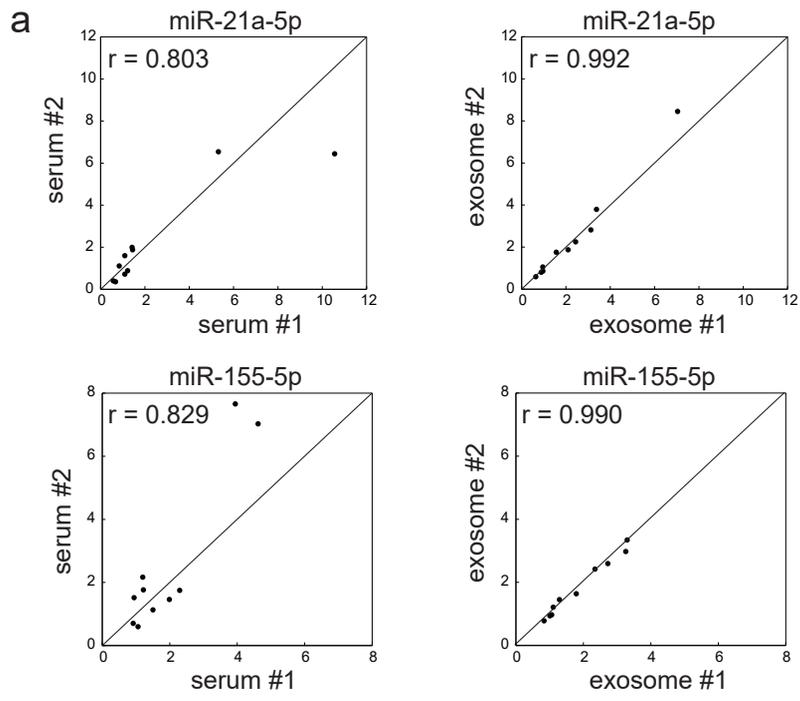 a
miR-21a-5p
r = 0.803
serum #2
12
10
8
6
4
2
0
0 2 4 6 8 10 12
serum #1
miR-21a-5p
r = 0.992
exosome #2
12
10
8
6
4
2
0
0 2 4 6 8 10 12
exosome #1
miR-155-5p
r = 0.829
serum #2
8
6
4
2
0
0 2 4 6 8
serum #1
miR-155-5p
r = 0.990
exosome #2
8
6
4
2
0
0 2 4 6 8
exosome #1